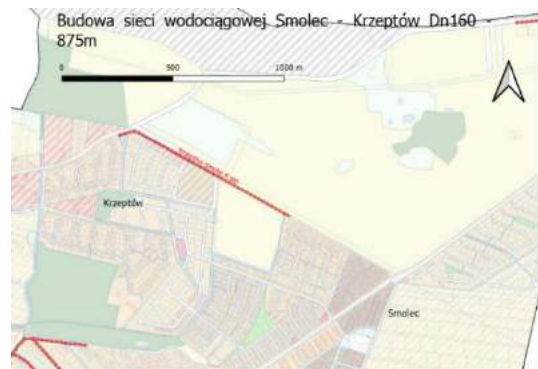 Budowa sieci wodociągowej Smolec - Krzeptów Dn160 -
875m
0 500 1000 m
Krzeptów
Smolec